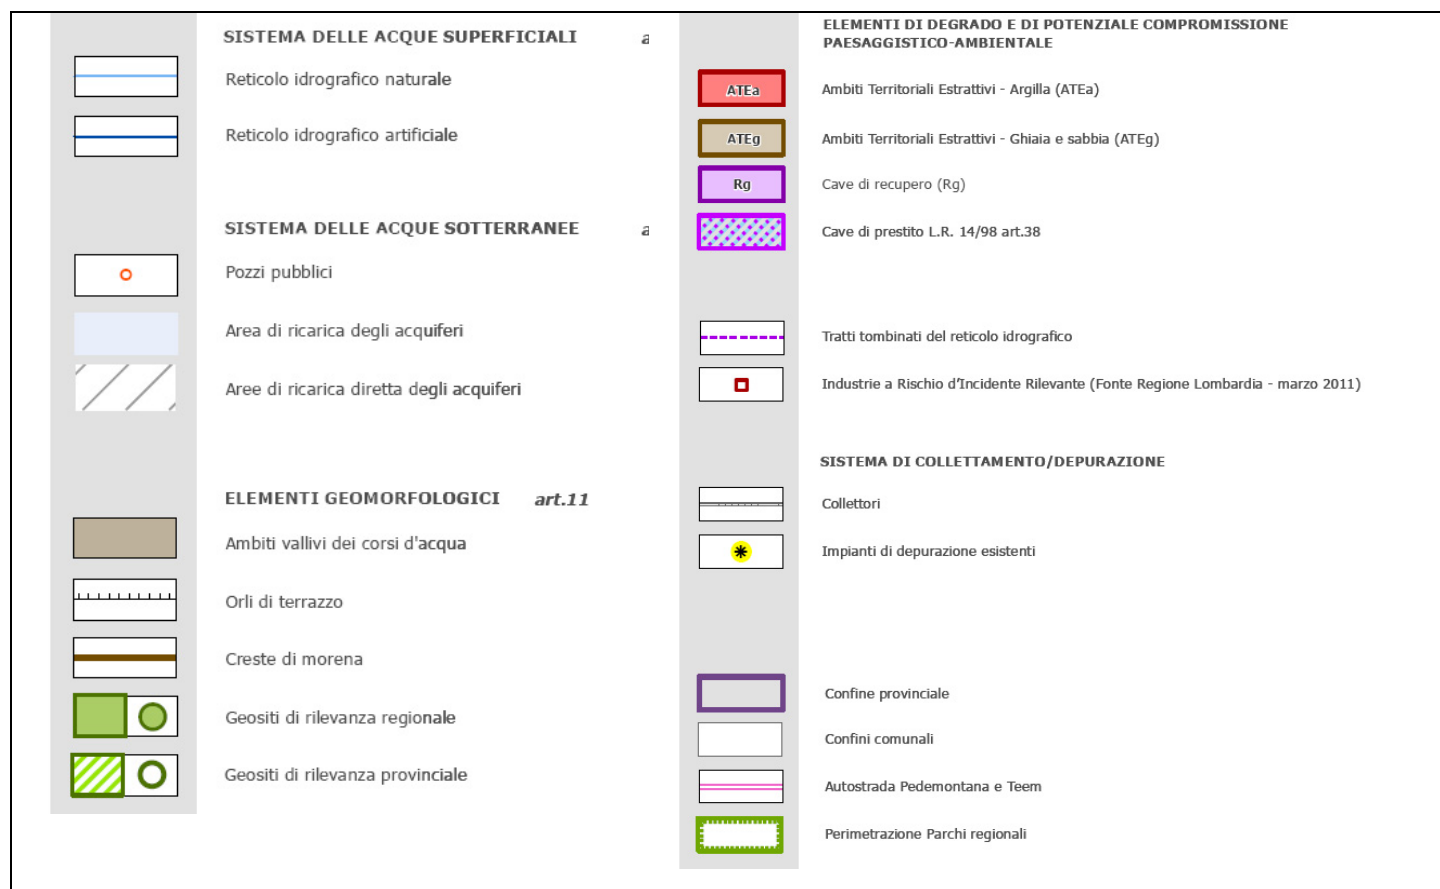 SISTEMA DELLE ACQUE SUPERFICIALI a
Reticolo idrografico naturale
Reticolo idrografico artificiale
SISTEMA DELLE ACQUE SOTTERRANEE a
Pozzi pubblici
Area di ricarica degli acquiferi
Aree di ricarica diretta degli acquiferi
ELEMENTI GEOMORFOLOGICI art.11
Ambiti vallivi dei corsi d'acqua
Orli di terrazzo
Creste di morena
Geositi di rilevanza regionale
Geositi di rilevanza provinciale
ELEMENTI DI DEGRADO E DI POTENZIALE COMPROMISSIONE
PAESAGGISTICO-AMBIENTALE
ATEa Ambiti Territoriali Estrattivi - Argilla (ATEa)
ATEg Ambiti Territoriali Estrattivi - Ghiaia e sabbia (ATEg)
Rg Cave di recupero (Rg)
Cave di prestito L.R. 14/98 art.38
Tratti tombinati del reticolo idrografico
Industrie a Rischio d'Incidente Rilevante (Fonte Regione Lombardia - marzo 2011)
SISTEMA DI COLLETTAMENTO/DEPURAZIONE
Collettori
Impianti di depurazione esistenti
Confine provinciale
Confini comunali
Autostrada Pedemontana e Teem
Perimetrazione Parchi regionali